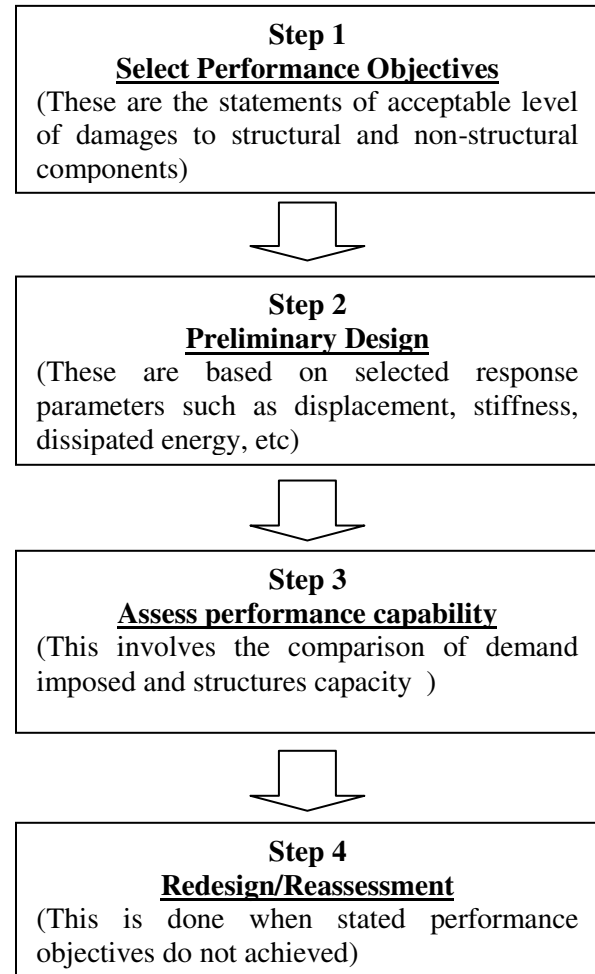 Step 1
Select Performance Objectives
(These are the statements of acceptable level
of damages to structural and non-structural
components)
Step 2
Preliminary Design
(These are based on selected response
parameters such as displacement, stiffness,
dissipated energy, etc)
Step 3
Assess performance capability
(This involves the comparison of demand
imposed and structures capacity )
Step 4
Redesign/Reassessment
(This is done when stated performance
objectives do not achieved)